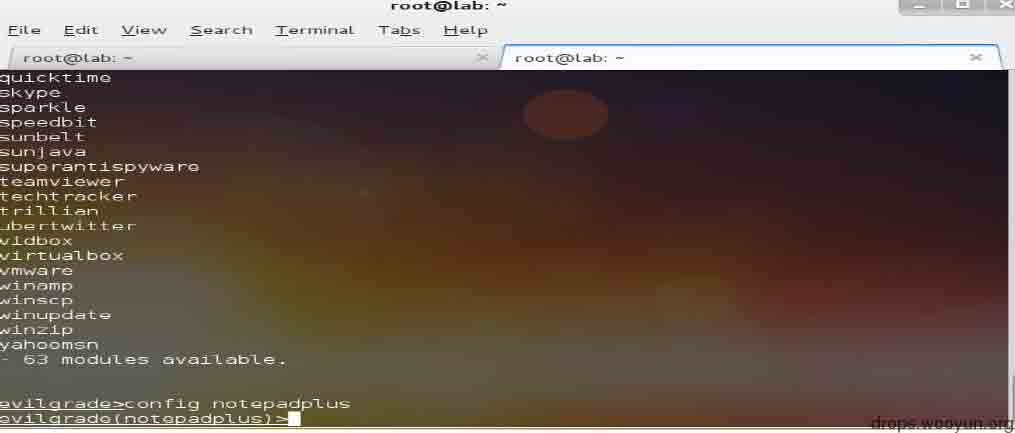 root@lab: ~
File Edit View Search Terminal Tabs Help
root@lab: ~ root@lab: ~
quicktime
skype
sparkle
speedbit
sunbelt
sunjava
superantispyware
teamviewer
techtracker
trillian
ubertwitter
vidbox
virtualbox
vmware
winamp
winscp
winupdate
winzip
yahoomsn
- 63 modules available.
evilgrade>config notepadplus
evilgrade(notepadplus)>
drops.wooyun.org